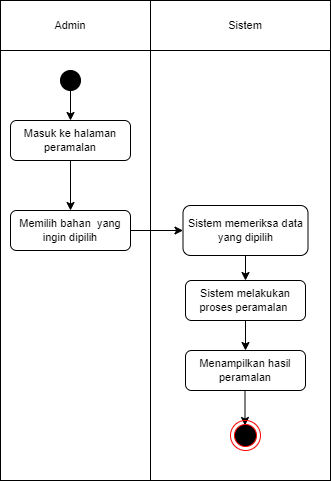 Admin
Sistem
Masuk ke halaman
peramalan
Memilih bahan yang
ingin dipilih
Sistem memeriksa data
yang dipilih
Sistem melakukan
proses peramalan
Menampilkan hasil
peramalan